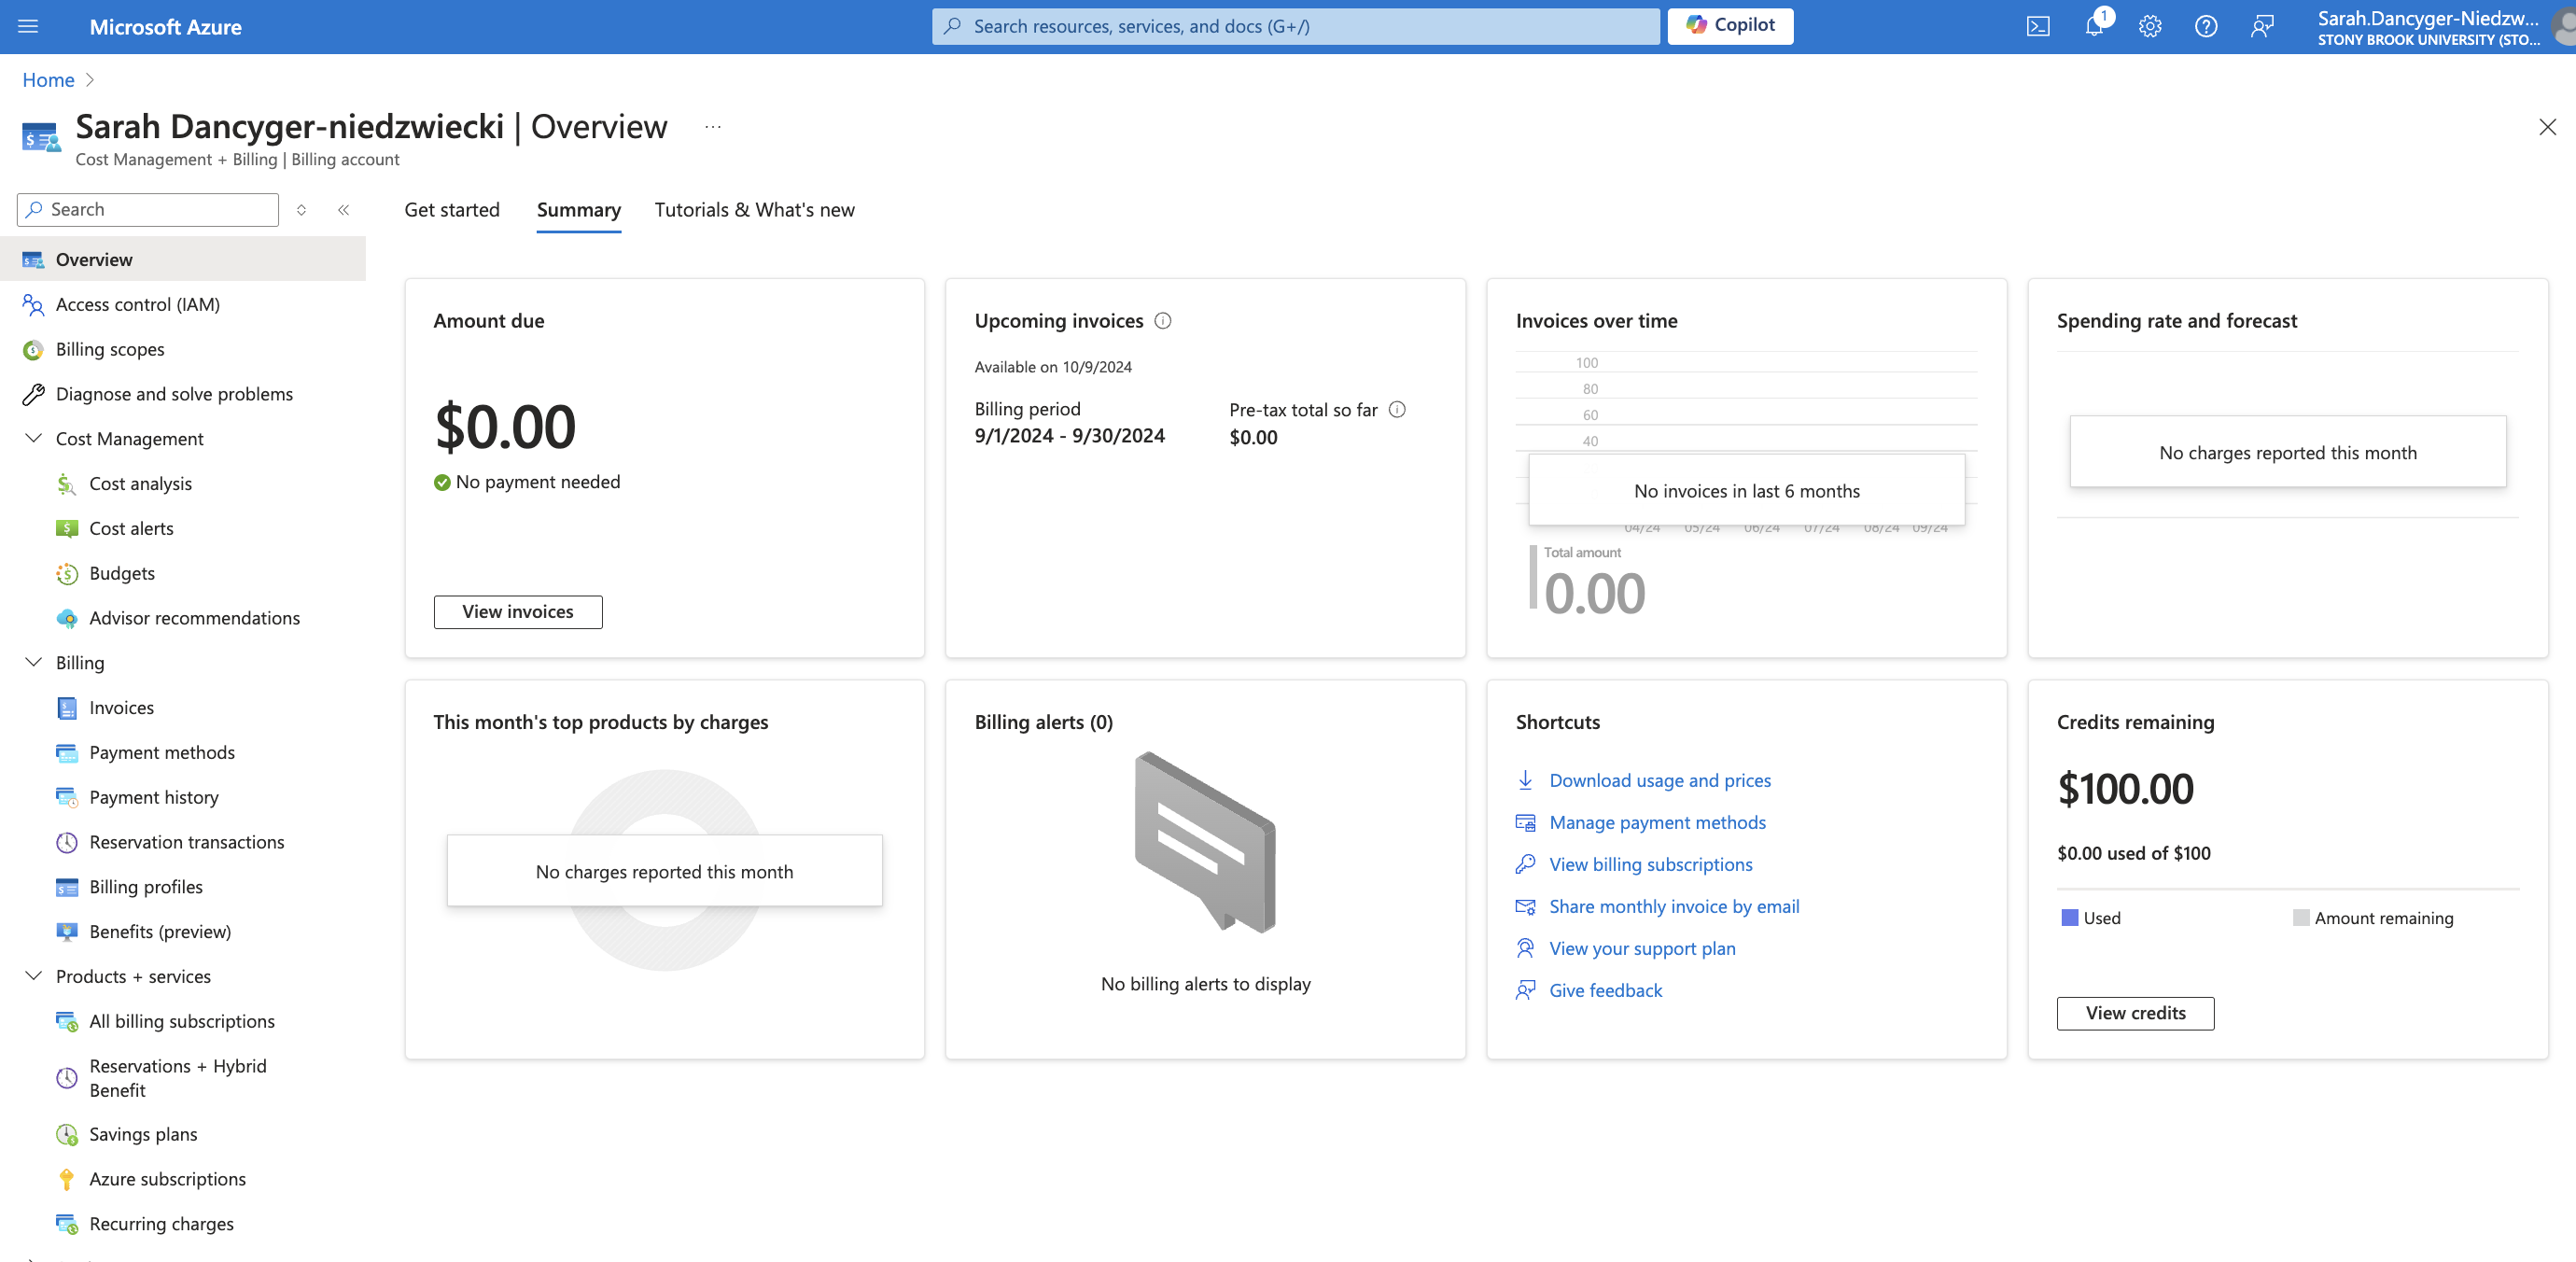 Microsoft Azure
Search resources, services, and docs (G+/)
Copilot
1
Sarah.Dancyger-Niedzw...
STONY BROOK UNIVERSITY (STO...
Home
Sarah Dancyger-niedzwiecki | Overview
Cost Management + Billing | Billing account
Search
Overview
Access control (IAM)
Billing scopes
Diagnose and solve problems
Cost Management
Cost analysis
Cost alerts
Budgets
Advisor recommendations
Billing
Invoices
Payment methods
Payment history
Reservation transactions
Billing profiles
Benefits (preview)
Products + services
All billing subscriptions
Reservations + Hybrid
Benefit
Savings plans
Azure subscriptions
Recurring charges
Get started
Summary
Tutorials & What's new
Amount due
$0.00
No payment needed
View invoices
Upcoming invoices
Available on 10/9/2024
Billing period
9/1/2024 - 9/30/2024
Pre-tax total so far
$0.00
Invoices over time
100
80
60
40
No invoices in last 6 months
04/24 05/24 06/24 07/24 08/24 09/24
Total amount
0.00
Spending rate and forecast
No charges reported this month
This month's top products by charges
No charges reported this month
Billing alerts (0)
No billing alerts to display
Shortcuts
Download usage and prices
Manage payment methods
View billing subscriptions
Share monthly invoice by email
View your support plan
Give feedback
Credits remaining
$100.00
$0.00 used of $100
Used
Amount remaining
View credits